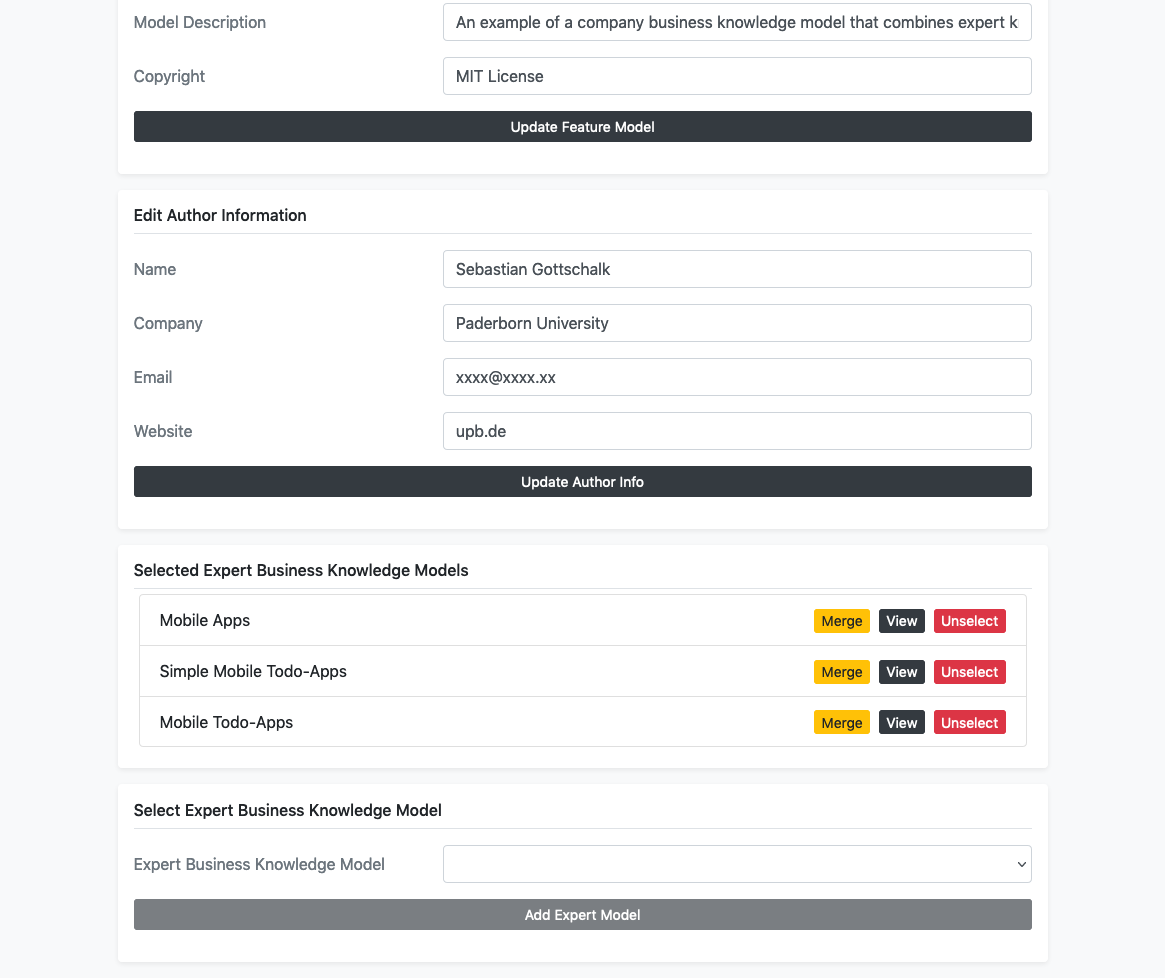 Model Description An example of a company business knowledge model that combines expert k
Copyright MIT License
Update Feature Model
Edit Author Information
Name Sebastian Gottschalk
Company Paderborn University
Email xxxx@xxxx.xx
Website upb.de
Update Author Info
Selected Expert Business Knowledge Models
Mobile Apps Merge View Unselect
Simple Mobile Todo-Apps Merge View Unselect
Mobile Todo-Apps Merge View Unselect
Select Expert Business Knowledge Model
Expert Business Knowledge Model
Add Expert Model